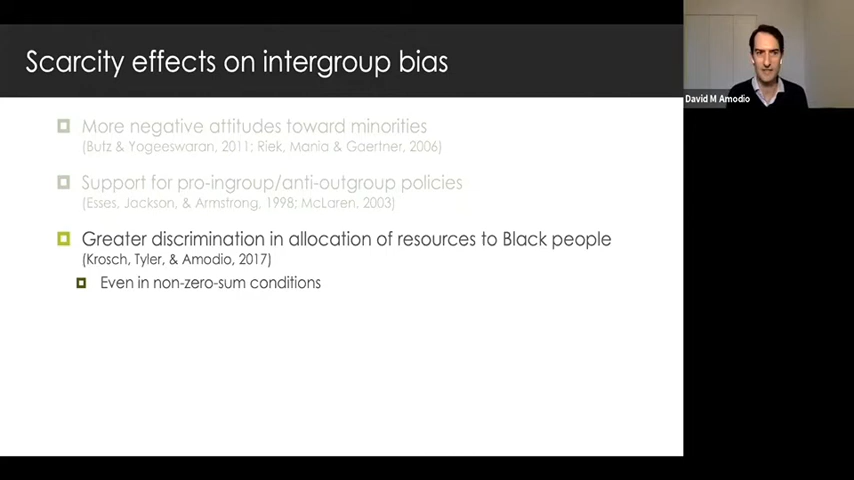 Scarcity effects on intergroup bias
David M Amodio
More negative attitudes toward minorities
(Butz & Yogeeswaran, 2011; Riek, Mania & Gaertner, 2006)
Support for pro-ingroup/anti-outgroup policies
(Esses, Jackson, & Armstrong, 1998; McLaren, 2003)
Greater discrimination in allocation of resources to Black people
(Krosch, Tyler, & Amodio, 2017)
Even in non-zero-sum conditions